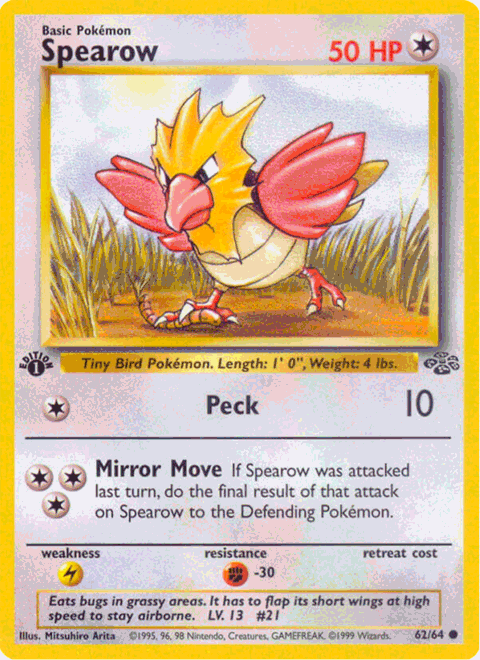 Basic Pokémon
Spearow
50 HP
EDITION
1
Tiny Bird Pokémon. Length: 1' 0", Weight: 4 lbs.
Peck 10
Mirror Move If Spearow was attacked
last turn, do the final result of that attack
on Spearow to the Defending Pokémon.
weakness resistance retreat cost
-30
Eats bugs in grassy areas. It has to flap its short wings at high
speed to stay airborne. LV. 13 #21
Illus. Mitsuhiro Arita ©1995, 96, 98 Nintendo, Creatures, GAMEFREAK. ©1999 Wizards. 62/64